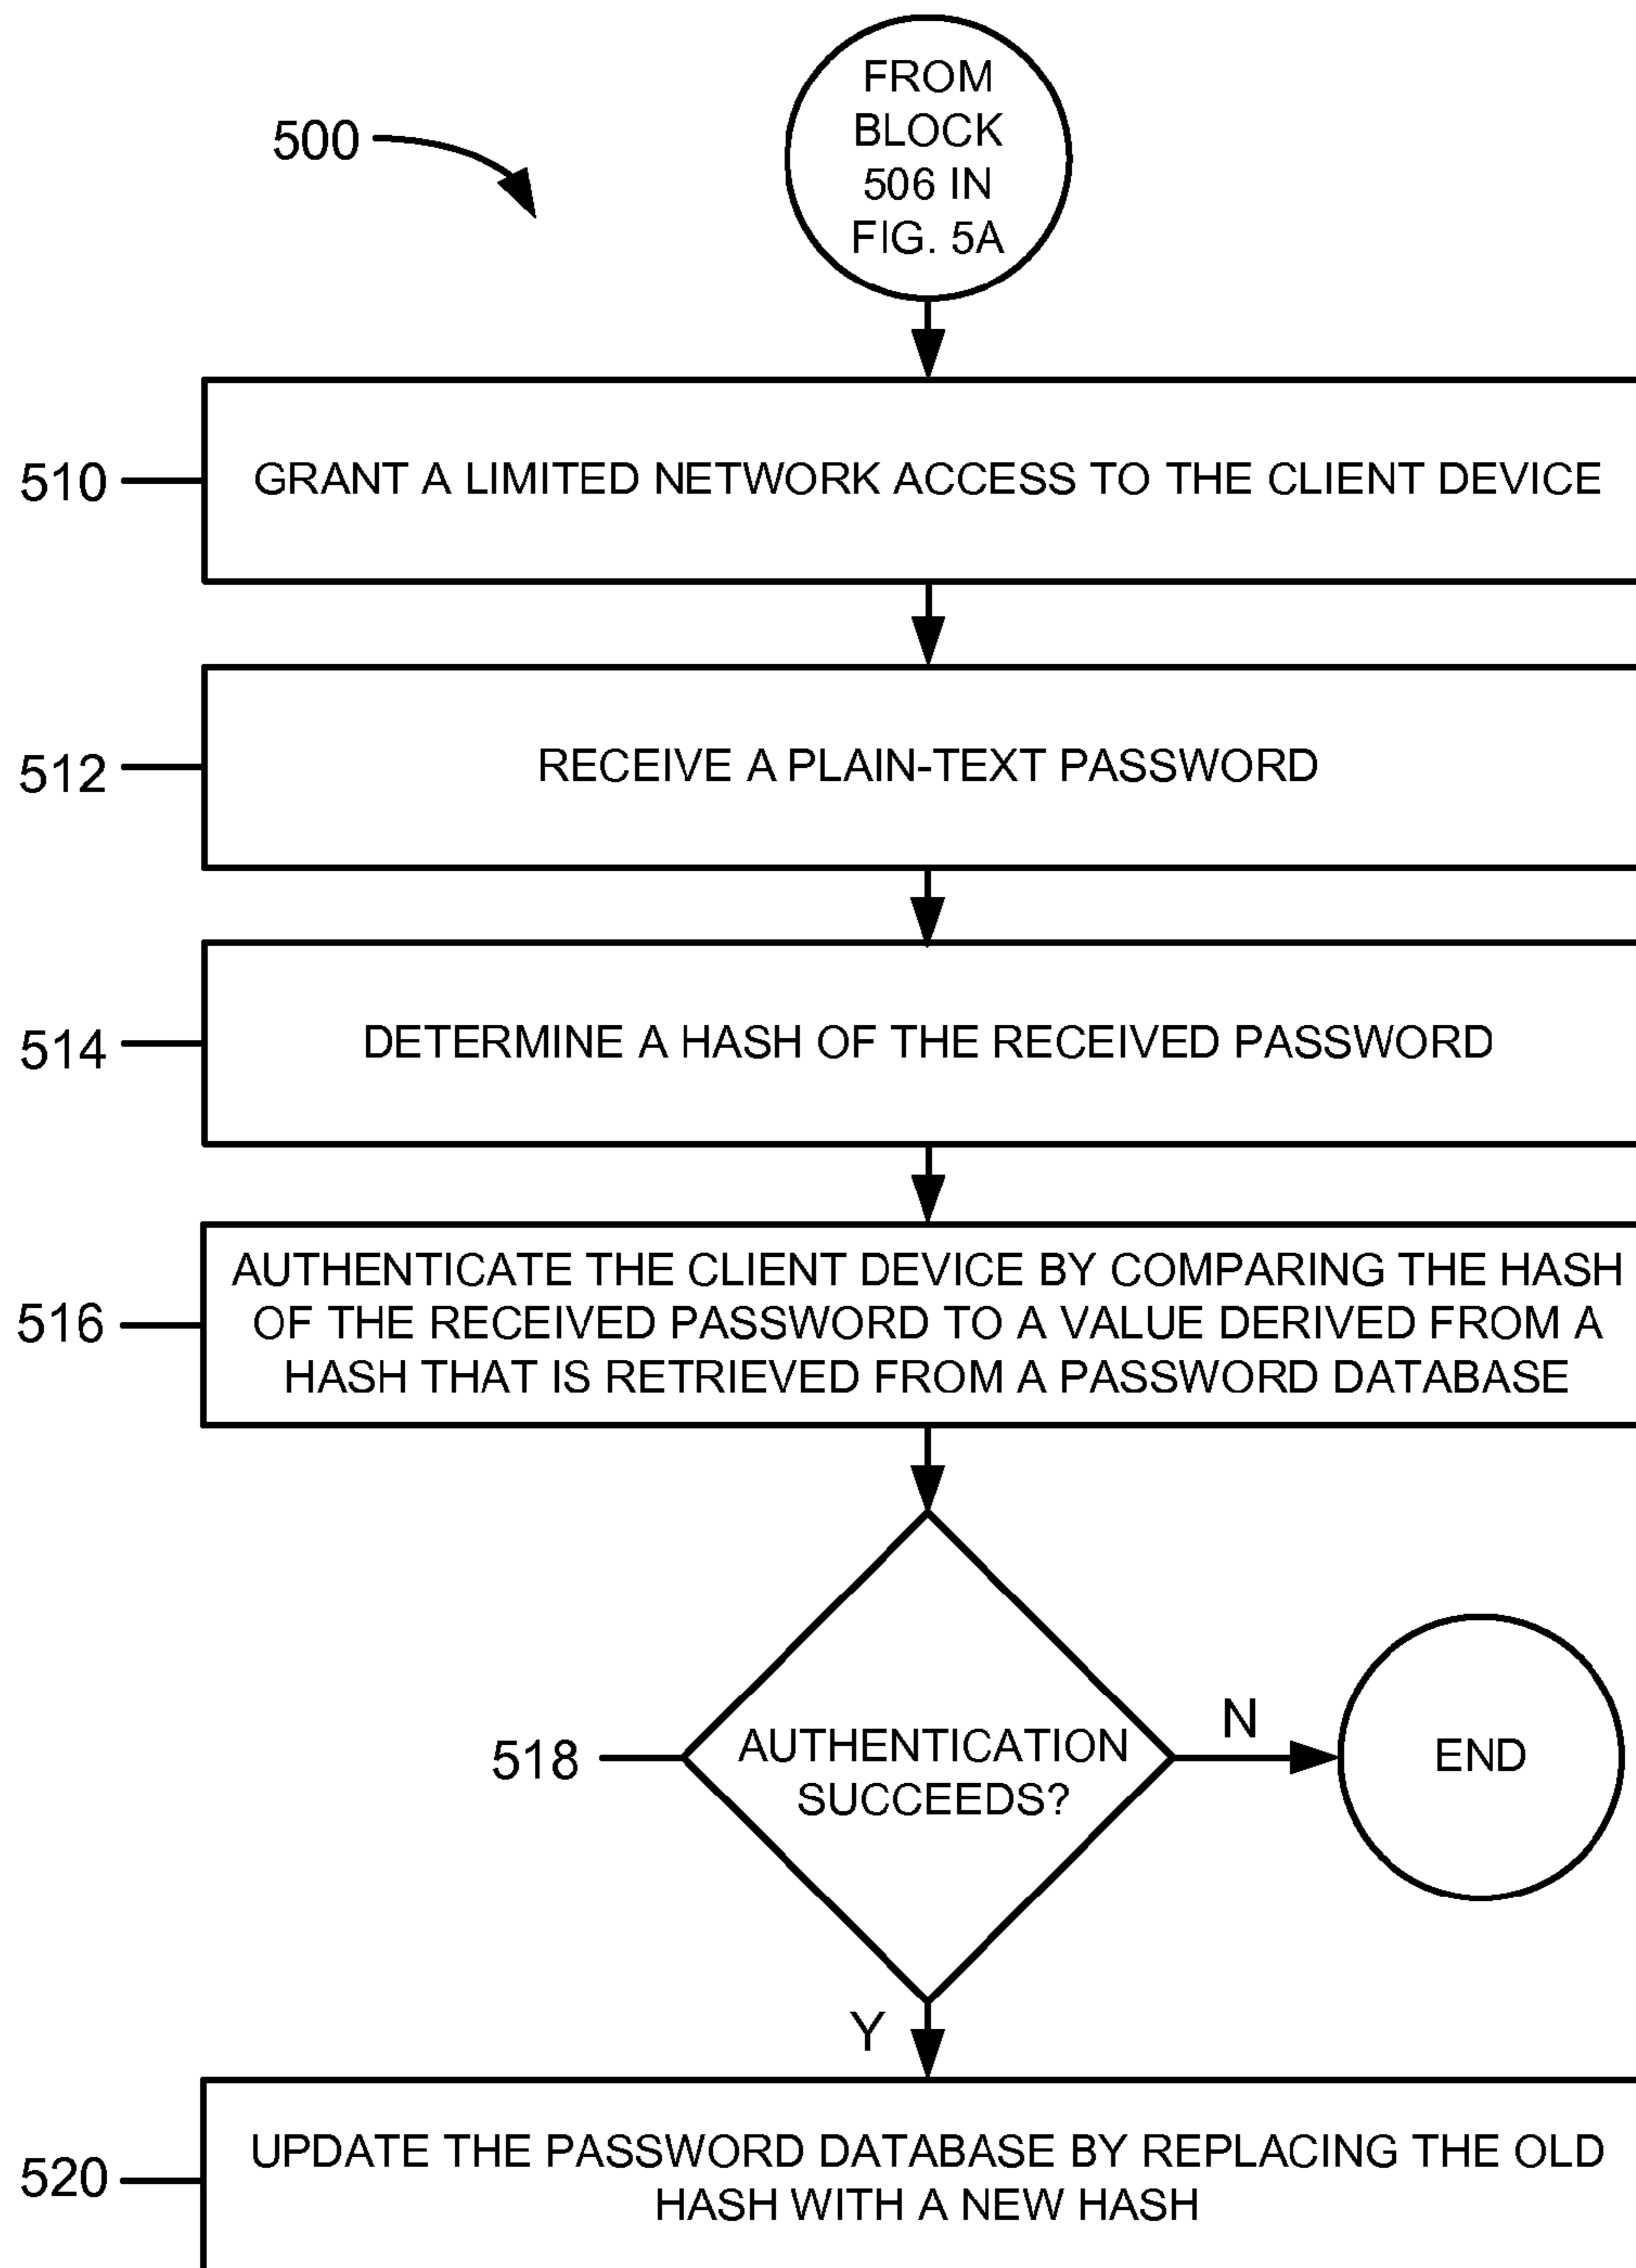 FROM
BLOCK
506 IN
FIG. 5A
500
510
GRANT A LIMITED NETWORK ACCESS TO THE CLIENT DEVICE
512
RECEIVE A PLAIN-TEXT PASSWORD
514
DETERMINE A HASH OF THE RECEIVED PASSWORD
516
AUTHENTICATE THE CLIENT DEVICE BY COMPARING THE HASH
OF THE RECEIVED PASSWORD TO A VALUE DERIVED FROM A
HASH THAT IS RETRIEVED FROM A PASSWORD DATABASE
518
AUTHENTICATION
SUCCEEDS?
N
END
Y
520
UPDATE THE PASSWORD DATABASE BY REPLACING THE OLD
HASH WITH A NEW HASH